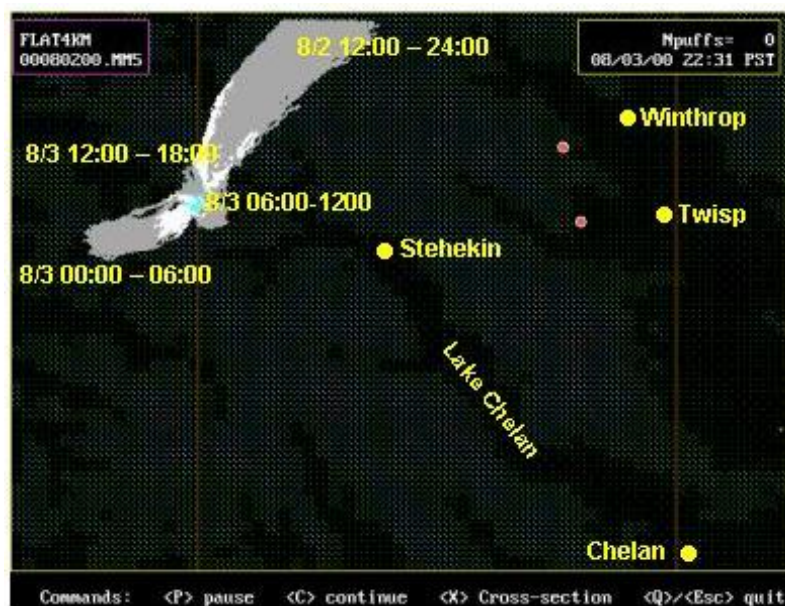 FLAT4KM
00080200.MM5
8/2 12:00 – 24:00
Npuffs= 0
08/03/00 22:31 PST
Winthrop
8/3 12:00 – 18:00
8/3 06:00-1200
Twisp
Stehekin
8/3 00:00 – 06:00
Lake Chelan
Chelan
Commands: <P> pause <C> continue <X> Cross-section <Q>/<Esc> quit